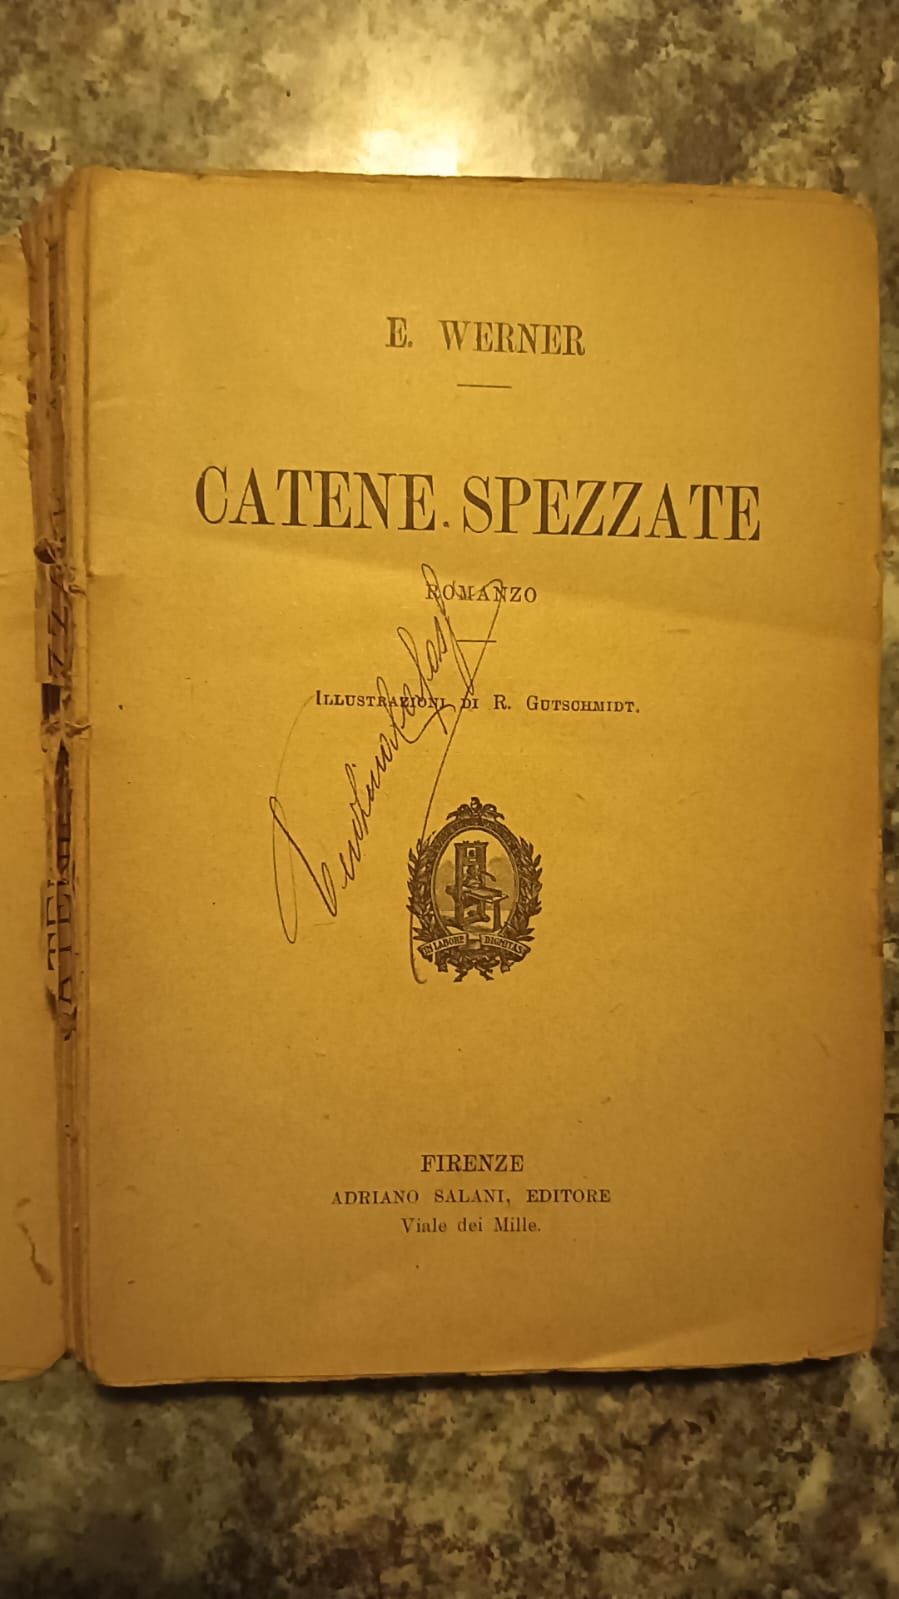 E. WERNER
CATENE SPEZZATE
ROMANZO
ILLUSTRAZIONI DI R. GUTSCHMIDT.
IN LABORE DIGNITAS
FIRENZE
ADRIANO SALANI, EDITORE
Viale dei Mille.